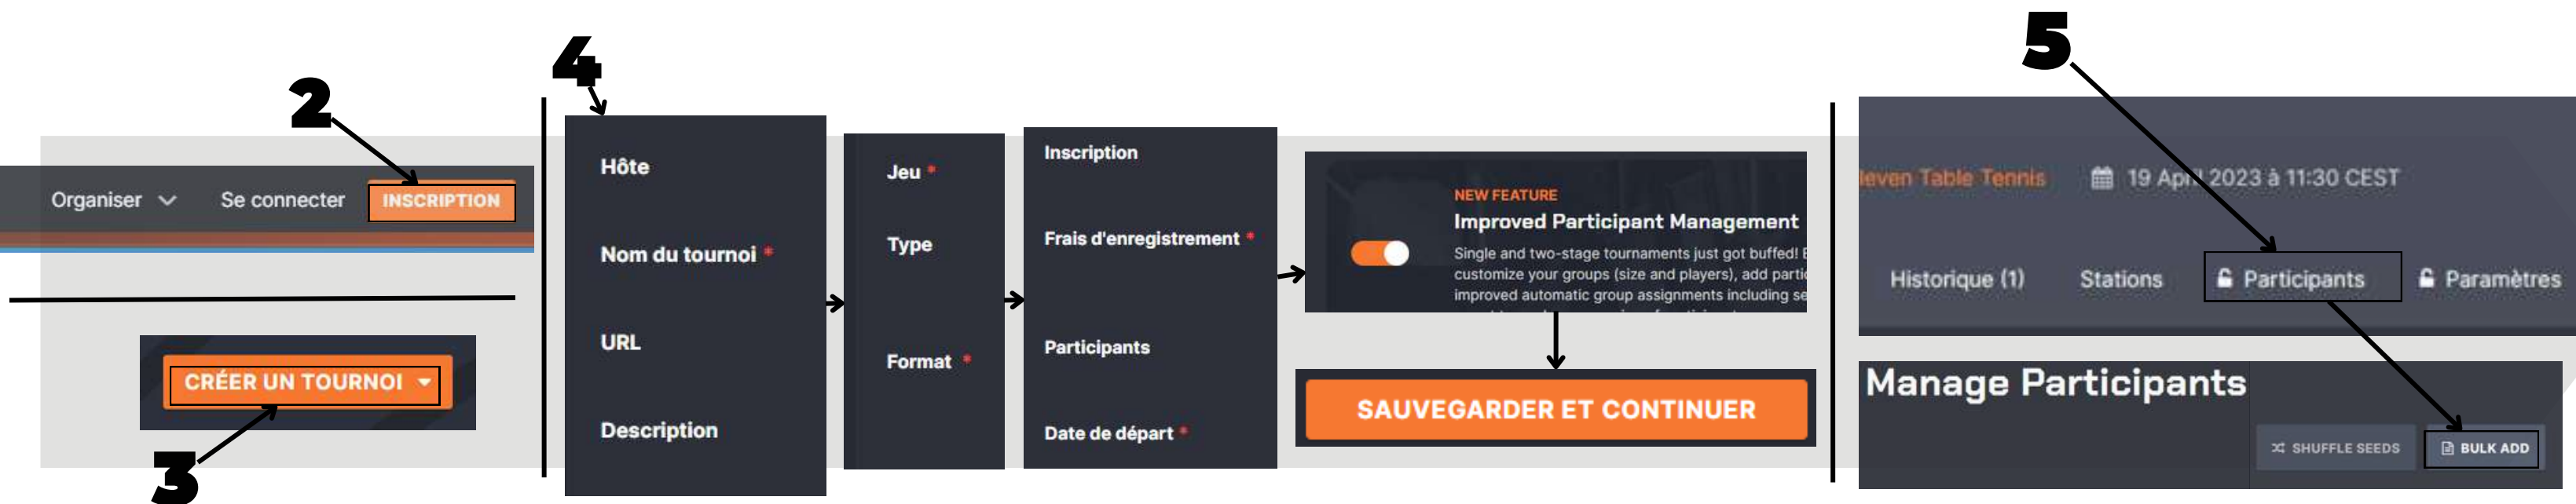 2
Organiser
Se connecter
INSCRIPTION
CRÉER UN TOURNOI
3
4
Hôte
Nom du tournoi *
URL
Description
Jeu *
Type
Format *
Inscription
Frais d'enregistrement *
Participants
Date de départ *
NEW FEATURE
Improved Participant Management
Single and two-stage tournaments just got buffed!
customize your groups (size and players), add
improved automatic group assignments including
SAUVEGARDER ET CONTINUER
5
leven Table Tennis
19 April 2023 à 11:30 CEST
Historique (1)
Stations
Participants
Paramètres
Manage Participants
SHUFFLE SEEDS
BULK ADD